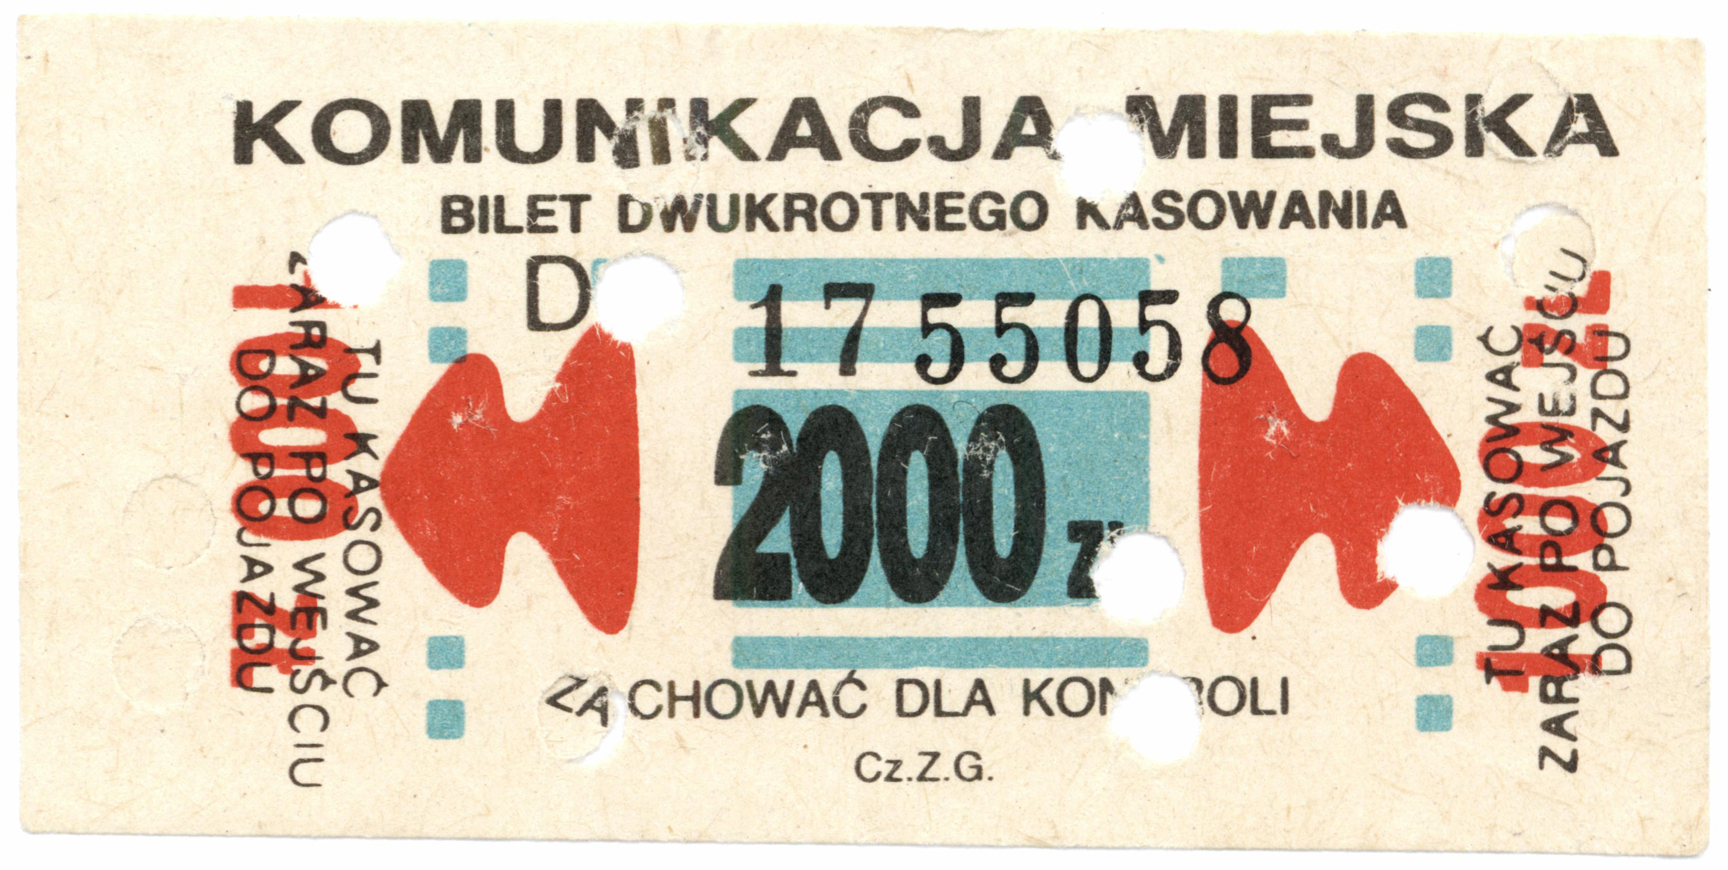 KOMUNIKACJA MIEJSKA
BILET DWUKROTNEGO KASOWANIA
D 1755058
2000 zł
ZACHOWAĆ DLA KONTROLI
Cz.Z.G.
TU KASOWAĆ
ZARAZ PO WEJŚCIU
DO POJAZDU
1000 zł
TU KASOWAĆ
ZARAZ PO WEJŚCIU
DO POJAZDU
1000 zł